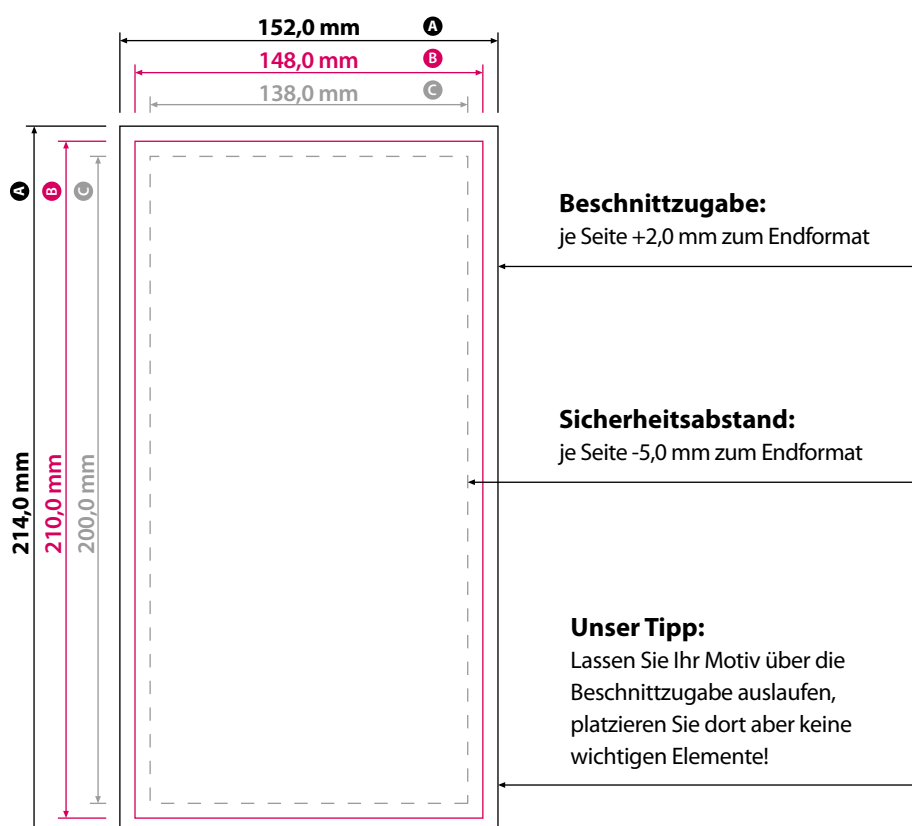 152,0 mm A
148,0 mm B
138,0 mm C
A B C
214,0 mm
210,0 mm
200,0 mm
Beschnittzugabe:
je Seite +2,0 mm zum Endformat
Sicherheitsabstand:
je Seite -5,0 mm zum Endformat
Unser Tipp:
Lassen Sie Ihr Motiv über die
Beschnittzugabe auslaufen,
platzieren Sie dort aber keine
wichtigen Elemente!